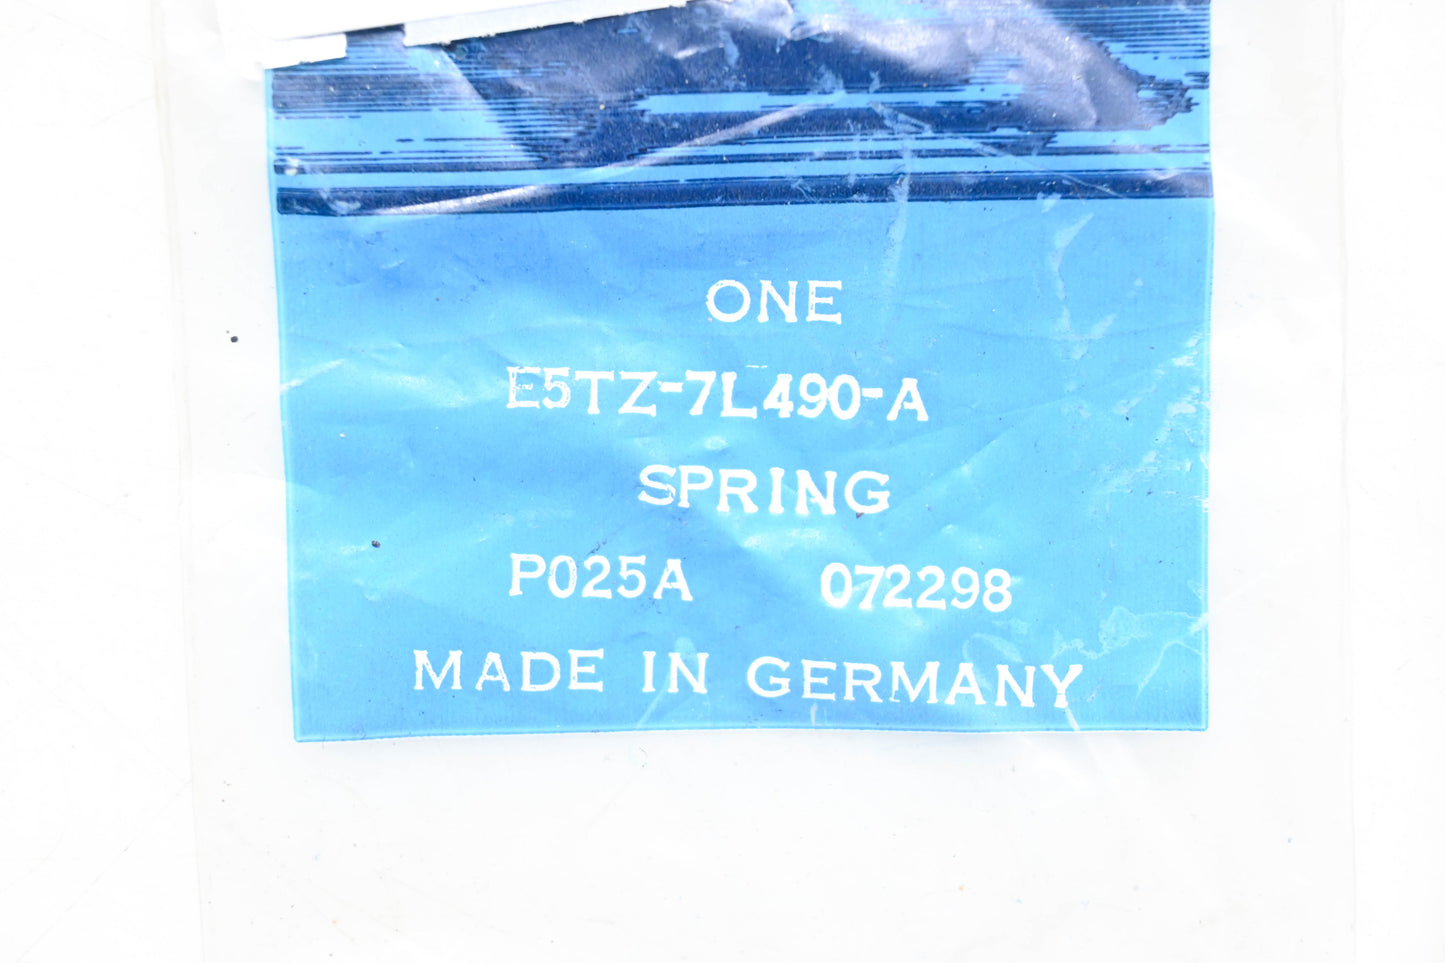 ONE
E5TZ-7L490-A
SPRING
P025A 072298
MADE IN GERMANY